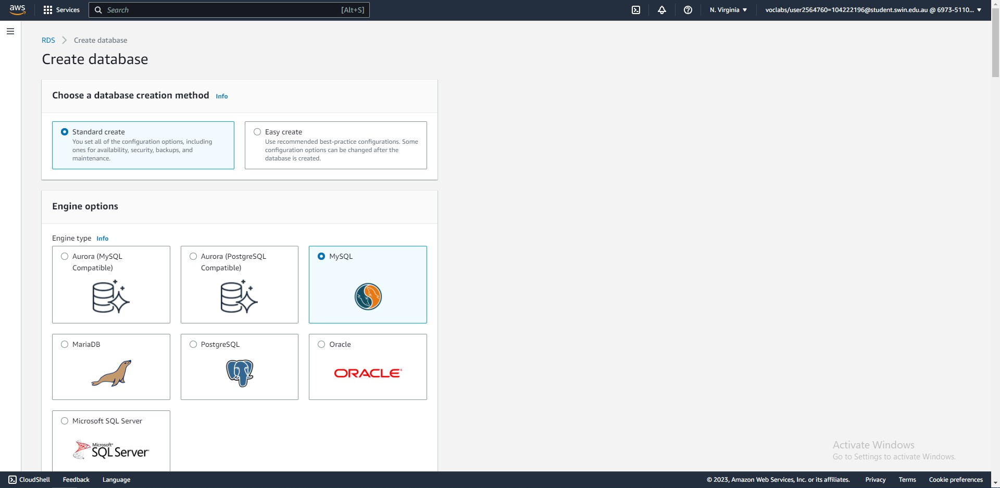 aws
Services
Search
[Alt+S]
N. Virginia
voclabs/user2564760=104222196@student.swin.edu.au @ 6973-5110...
RDS
Create database
Create database
Choose a database creation method Info
Standard create
You set all of the configuration options, including
ones for availability, security, backups, and
maintenance.
Easy create
Use recommended best-practice configurations. Some
configuration options can be changed after the
database is created.
Engine options
Engine type Info
Aurora (MySQL
Compatible)
Aurora (PostgreSQL
Compatible)
MySQL
MariaDB
PostgreSQL
Oracle
ORACLE
Microsoft SQL Server
Microsoft®
SQL Server
Activate Windows
Go to Settings to activate Windows.
CloudShell
Feedback
Language
© 2023, Amazon Web Services, Inc. or its affiliates.
Privacy
Terms
Cookie preferences